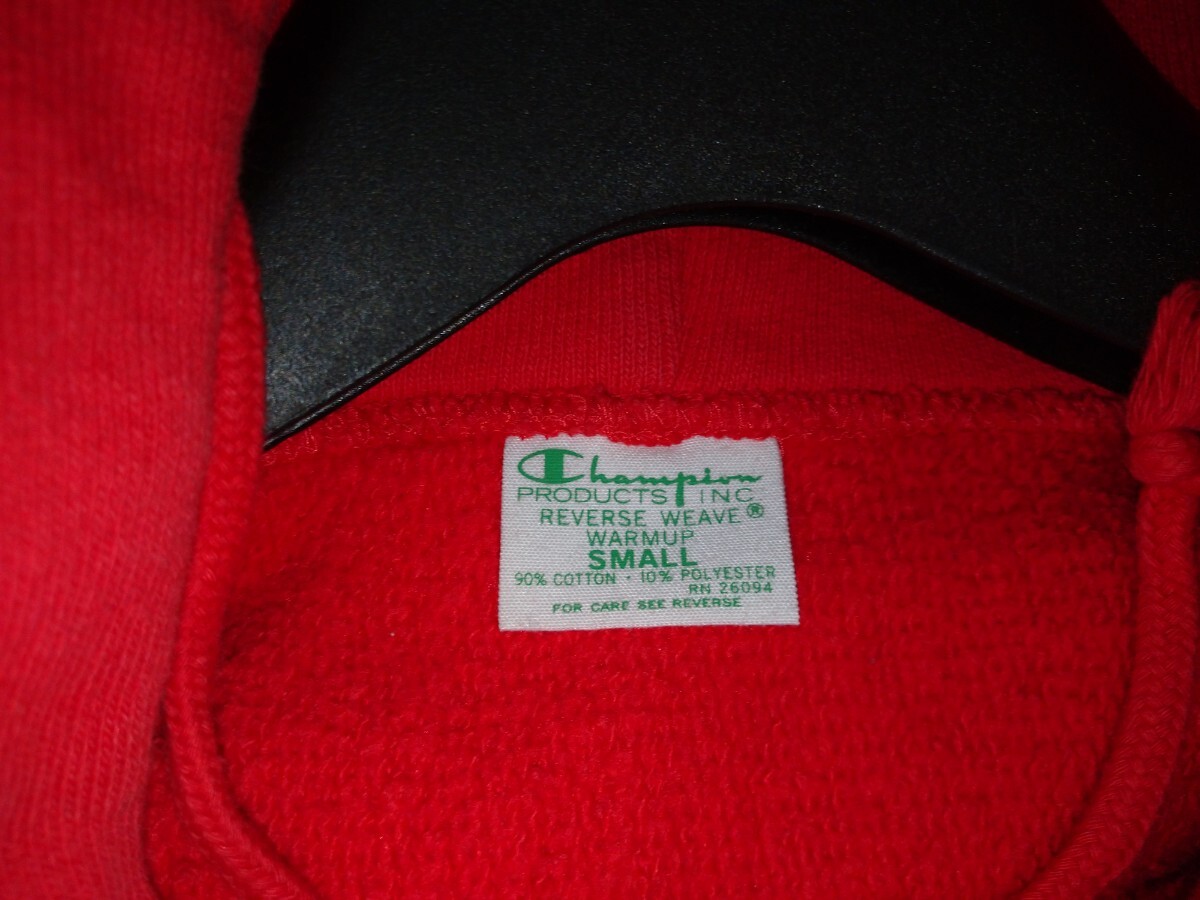 Champion
PRODUCTS INC.
REVERSE WEAVE®
WARMUP
SMALL
90% COTTON · 10% POLYESTER
RN 26094
FOR CARE SEE REVERSE